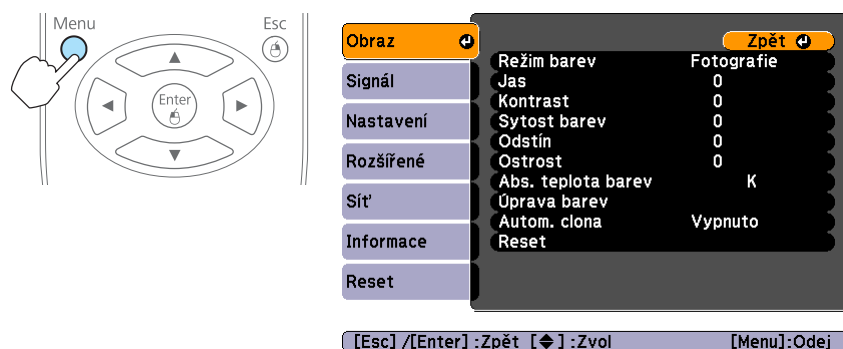 Menu
Esc
Enter
Obraz
Signál
Nastavení
Rozšířené
Síť
Informace
Reset
Zpět
Režim barev Fotografie
Jas 0
Kontrast 0
Sytost barev 0
Odstín 0
Ostrost 0
Abs. teplota barev K
Úprava barev
Autom. clona Vypnuto
Reset
[Esc] /[Enter] :Zpět [◆] :Zvol [Menu]:Odej